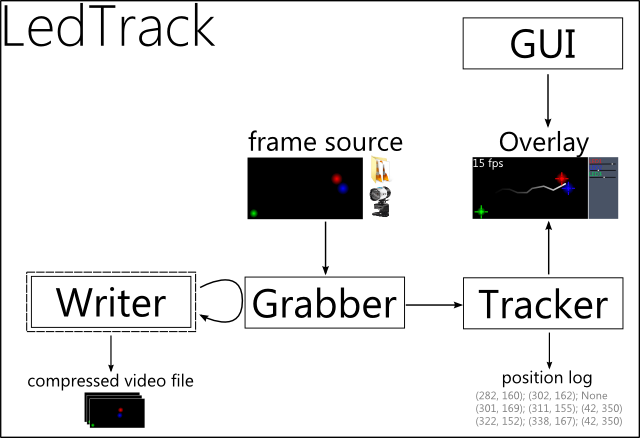 LedTrack
GUI
frame source
Overlay
15 fps
Writer
Grabber
Tracker
compressed video file
position log
(282, 160); (302, 162); None
(301, 169); (311, 155); (42, 350)
(322, 152); (338, 167); (42, 350)